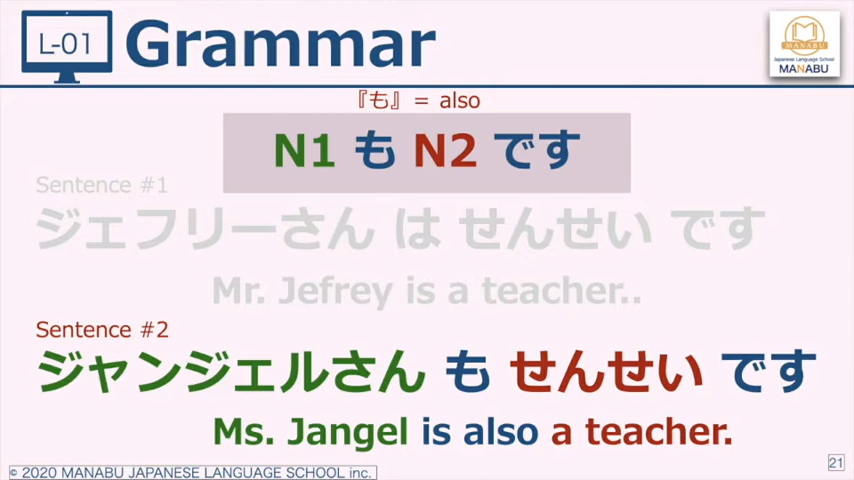 L-01
Grammar
MANABU
Japanese Language School
MANABU
『も』= also
N1 も N2 です
Sentence #1
ジェフリーさん は せんせい です
Mr. Jefrey is a teacher..
Sentence #2
ジャンジェルさん も せんせい です
Ms. Jangel is also a teacher.
© 2020 MANABU JAPANESE LANGUAGE SCHOOL inc.
21